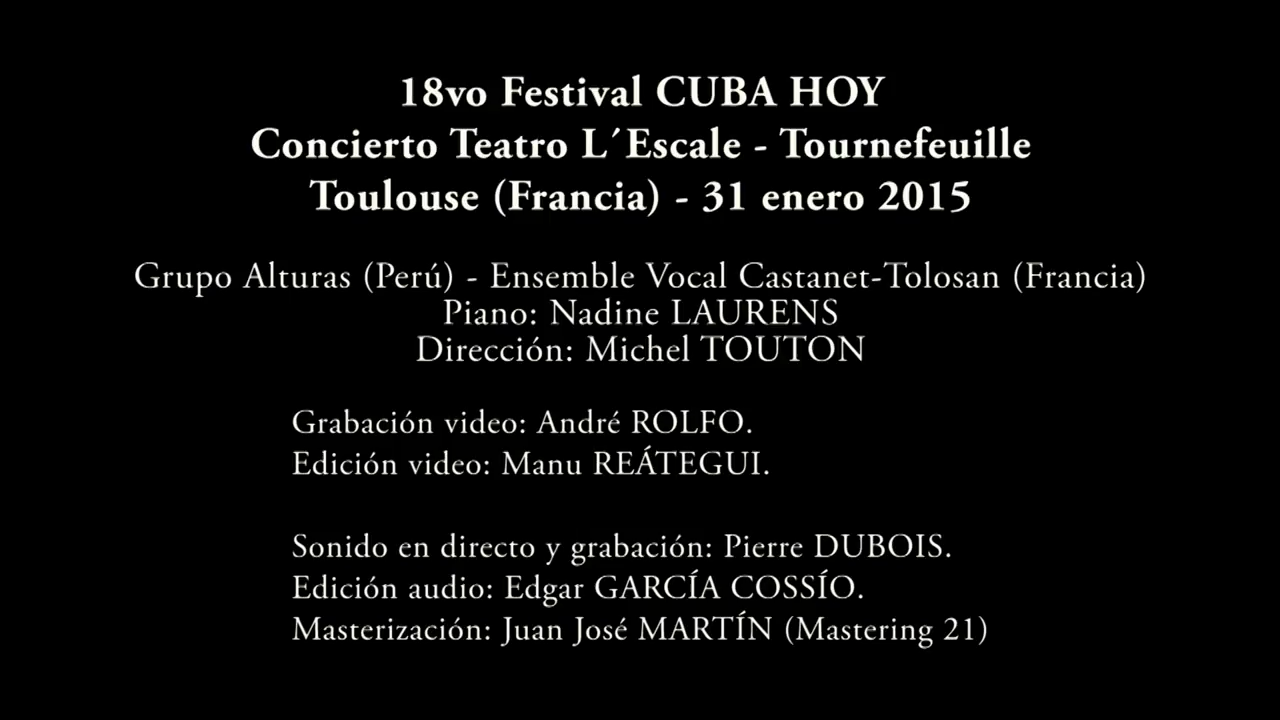 18vo Festival CUBA HOY
Concierto Teatro L´Escale - Tournefeuille
Toulouse (Francia) - 31 enero 2015
Grupo Alturas (Perú) - Ensemble Vocal Castanet-Tolosan (Francia)
Piano: Nadine LAURENS
Dirección: Michel TOUTON
Grabación video: André ROLFO.
Edición video: Manu REÁTEGUI.
Sonido en directo y grabación: Pierre DUBOIS.
Edición audio: Edgar GARCÍA COSSÍO.
Masterización: Juan José MARTÍN (Mastering 21)